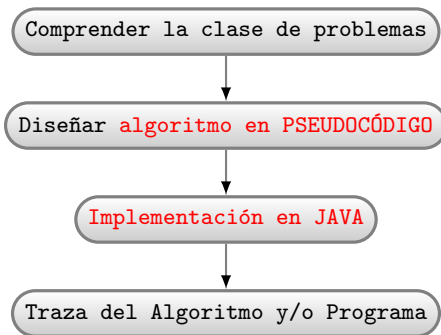 Comprender la clase de problemas
Diseñar algoritmo en PSEUDOCÓDIGO
Implementación en JAVA
Traza del Algoritmo y/o Programa